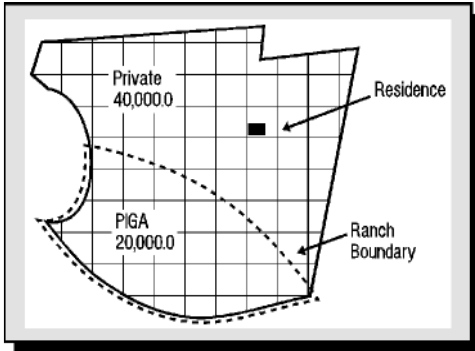 Private
40,000.0
Residence
PIGA
20,000.0
Ranch
Boundary